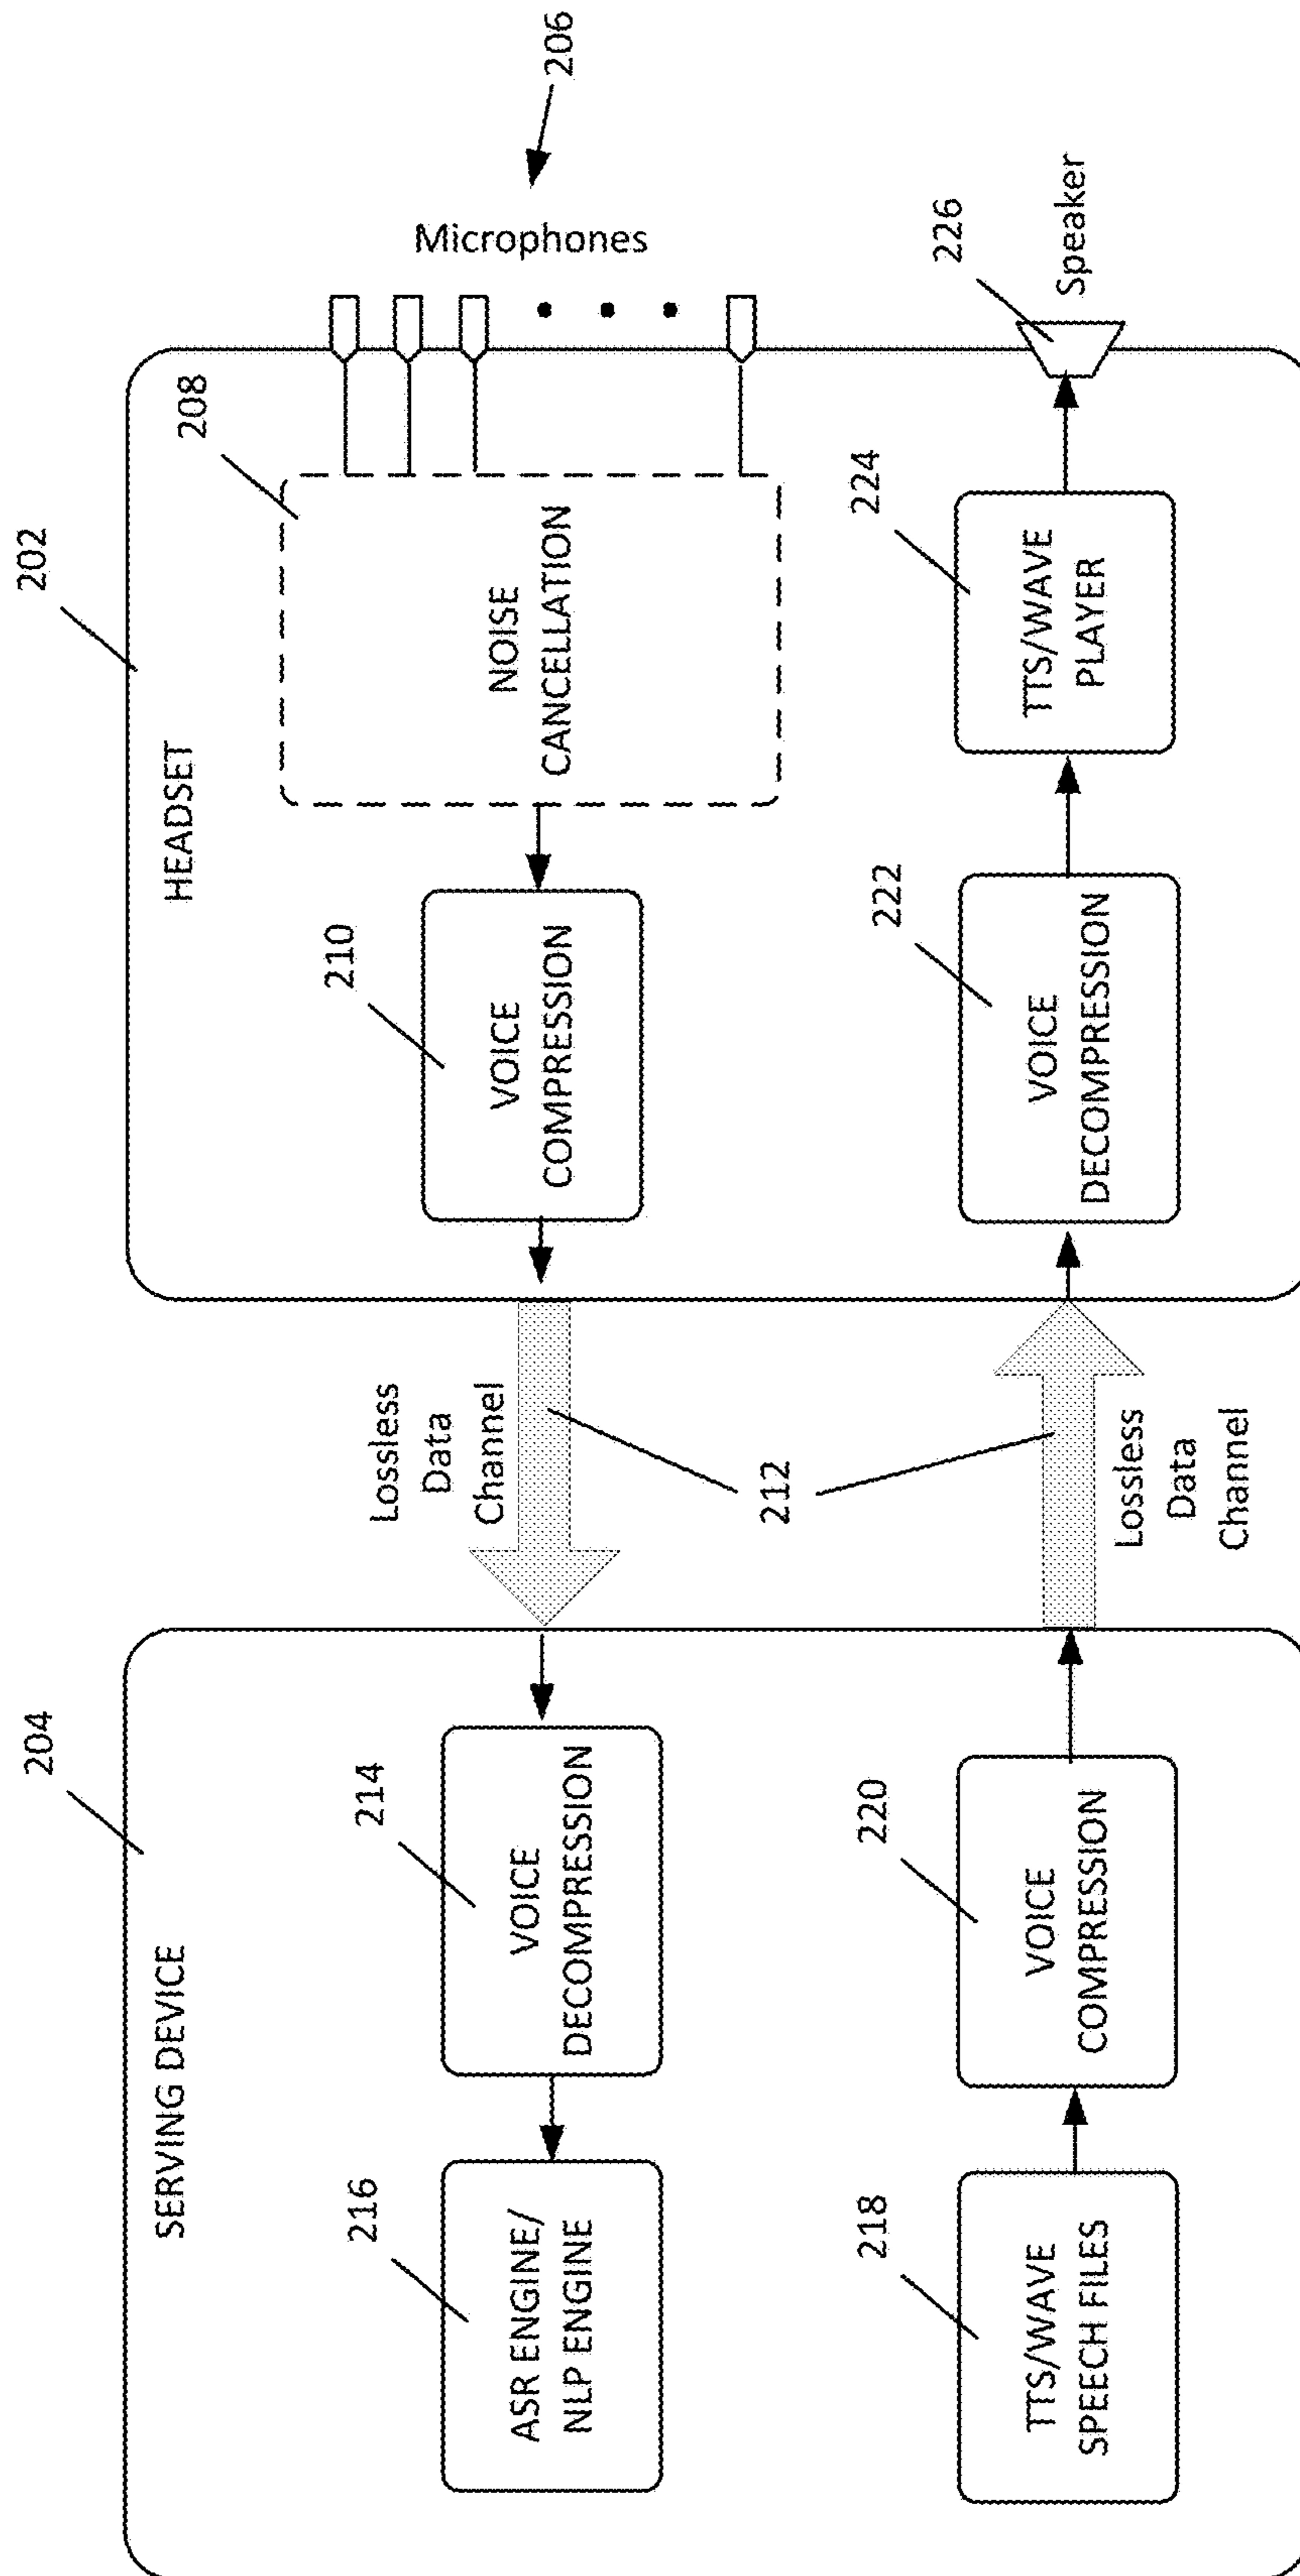 204
SERVING DEVICE
216
ASR ENGINE/
NLP ENGINE
214
VOICE
DECOMPRESSION
218
TTS/WAVE
SPEECH FILES
220
VOICE
COMPRESSION
Lossless
Data
Channel
212
Lossless
Data
Channel
202
HEADSET
210
VOICE
COMPRESSION
208
NOISE
CANCELLATION
222
VOICE
DECOMPRESSION
224
TTS/WAVE
PLAYER
206
Microphones
226
Speaker